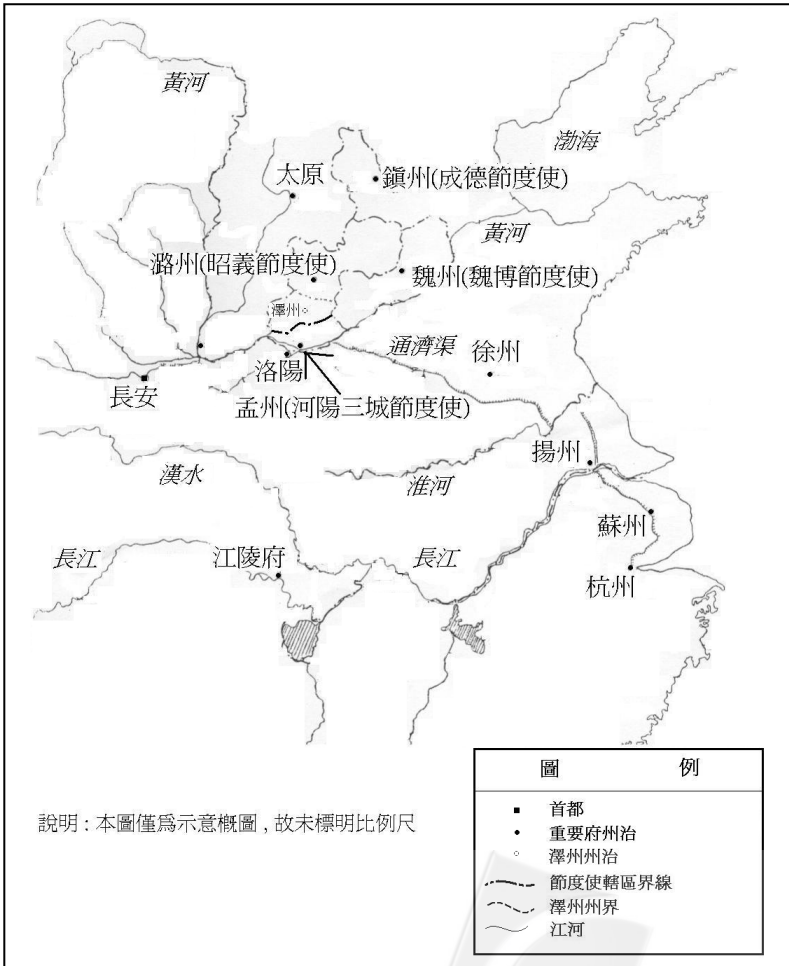 黃河
渤海
太原
鎭州(成德節度使)
黃河
潞州(昭義節度使)
魏州(魏博節度使)
澤州
通濟渠
徐州
洛陽
長安
孟州(河陽三城節度使)
揚州
漢水
淮河
蘇州
長江
江陵府
長江
杭州
圖 例
首都
重要府州治
澤州州治
節度使轄區界線
澤州州界
江河
說明 : 本圖僅爲示意概圖 , 故未標明比例尺